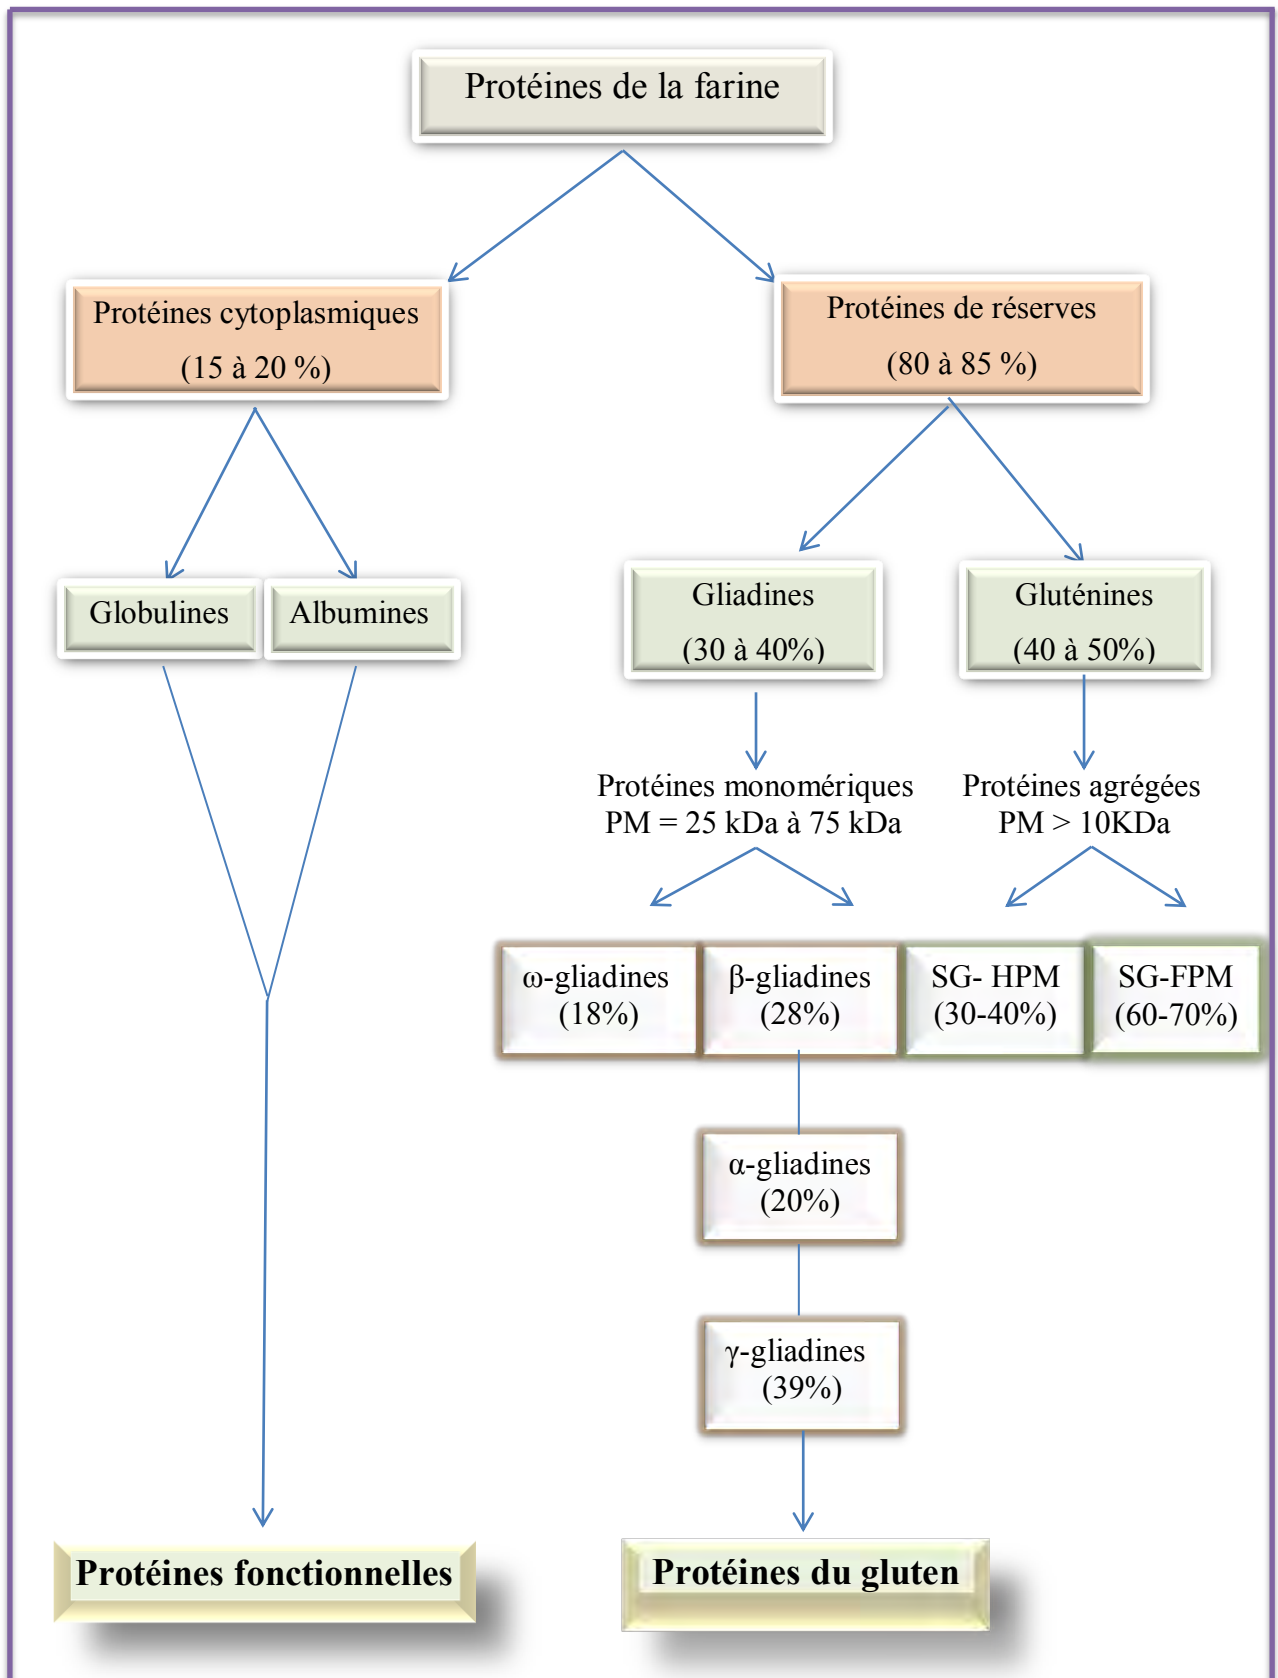 Protéines de la farine
Protéines cytoplasmiques
(15 à 20 %)
Protéines de réserves
(80 à 85 %)
Globulines
Albumines
Gliadines
(30 à 40%)
Gluténines
(40 à 50%)
Protéines monomériques
PM = 25 kDa à 75 kDa
Protéines agrégées
PM > 10KDa
ω-gliadines
(18%)
β-gliadines
(28%)
SG- HPM
(30-40%)
SG-FPM
(60-70%)
α-gliadines
(20%)
γ-gliadines
(39%)
Protéines fonctionnelles
Protéines du gluten